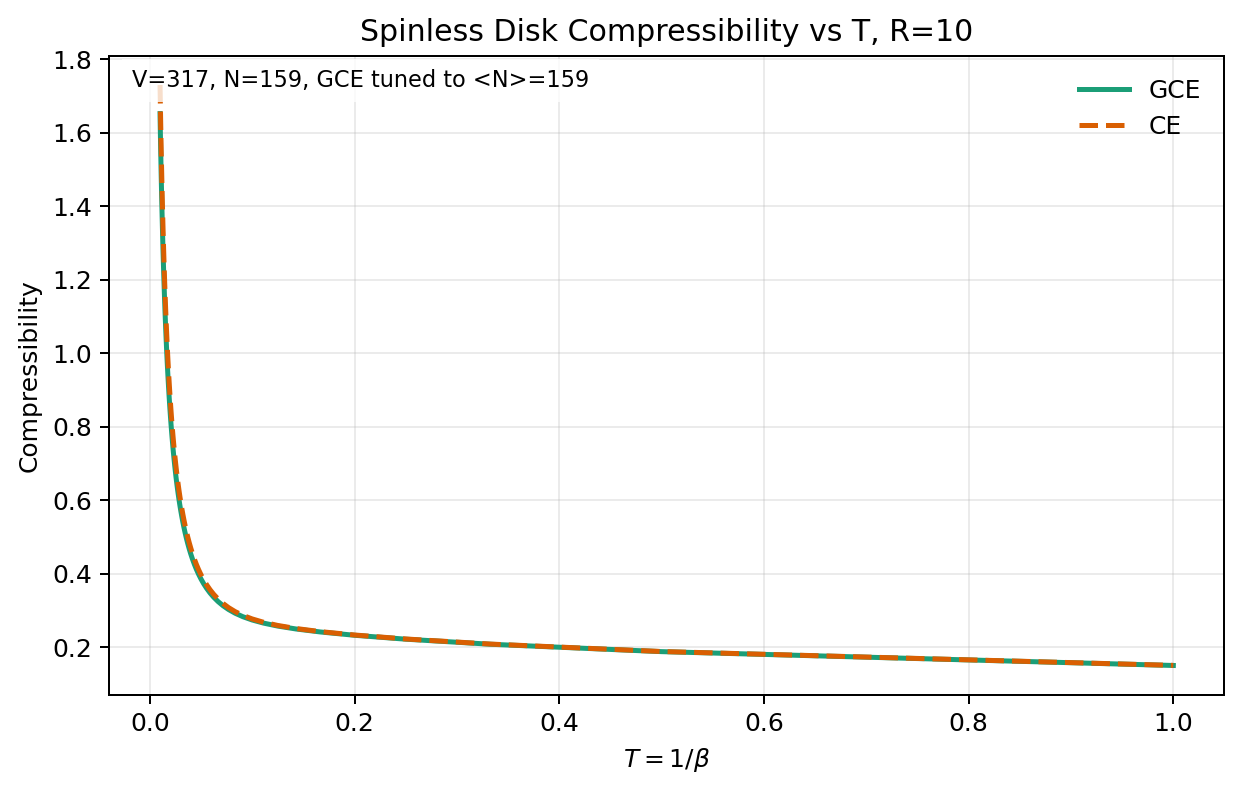 Spinless Disk Compressibility vs T, R=10
V=317, N=159, GCE tuned to <N>=159
GCE
CE
1.8
1.6
1.4
1.2
1.0
0.8
0.6
0.4
0.2
Compressibility
0.0 0.2 0.4 0.6 0.8 1.0
T = 1/β